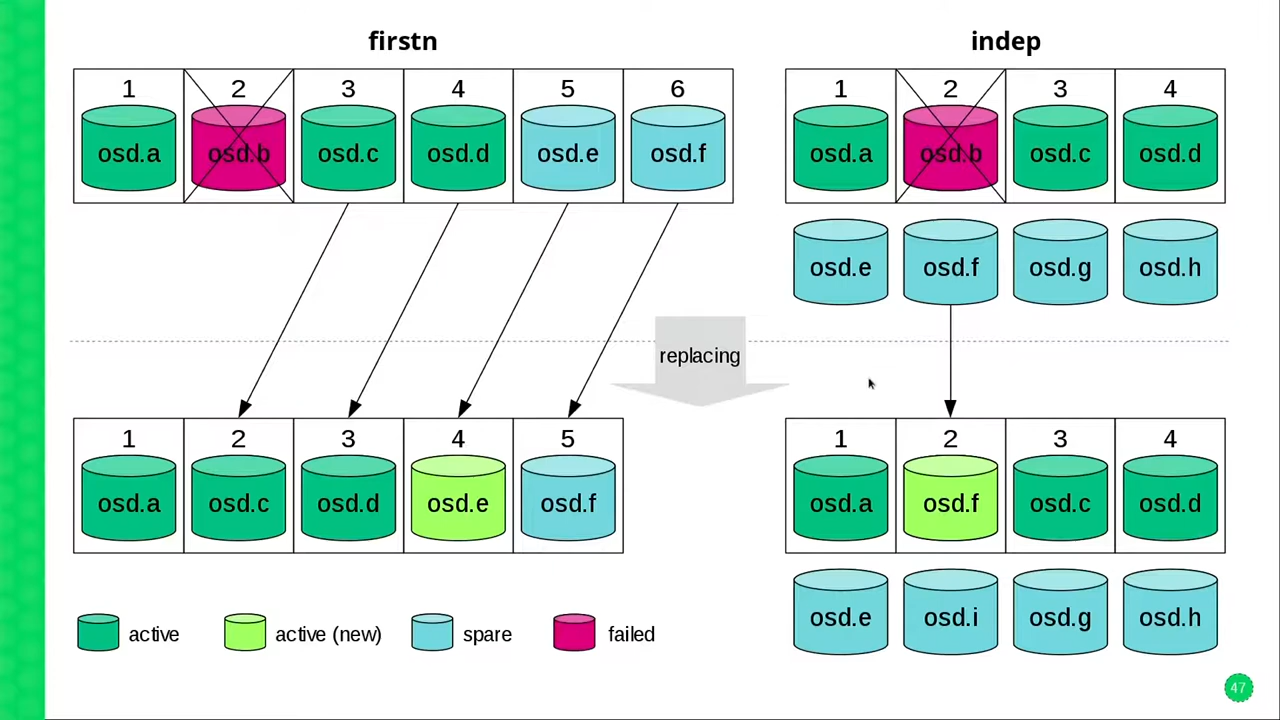 firstn
indep
1 2 3 4 5 6
osd.a osd.b osd.c osd.d osd.e osd.f
1 2 3 4
osd.a osd.b osd.c osd.d
osd.e osd.f osd.g osd.h
replacing
1 2 3 4 5
osd.a osd.c osd.d osd.e osd.f
1 2 3 4
osd.a osd.f osd.c osd.d
osd.e osd.i osd.g osd.h
active active (new) spare failed
47